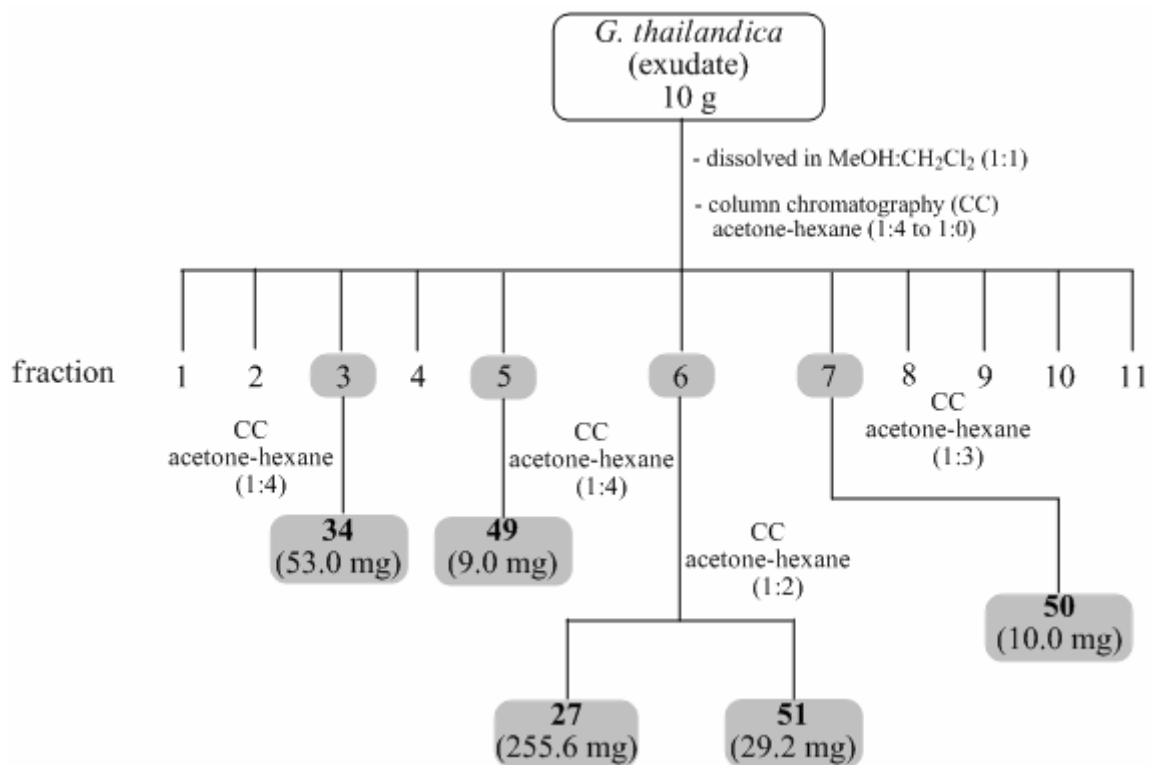 G. thailandica
(exudate)
10 g
- dissolved in MeOH:CH₂Cl₂ (1:1)
- column chromatography (CC)
acetone-hexane (1:4 to 1:0)
fraction 1 2 3 4 5 6 7 8 9 10 11
CC
acetone-hexane
(1:4)
34
(53.0 mg)
CC
acetone-hexane
(1:4)
49
(9.0 mg)
CC
acetone-hexane
(1:2)
27
(255.6 mg)
51
(29.2 mg)
CC
acetone-hexane
(1:3)
50
(10.0 mg)